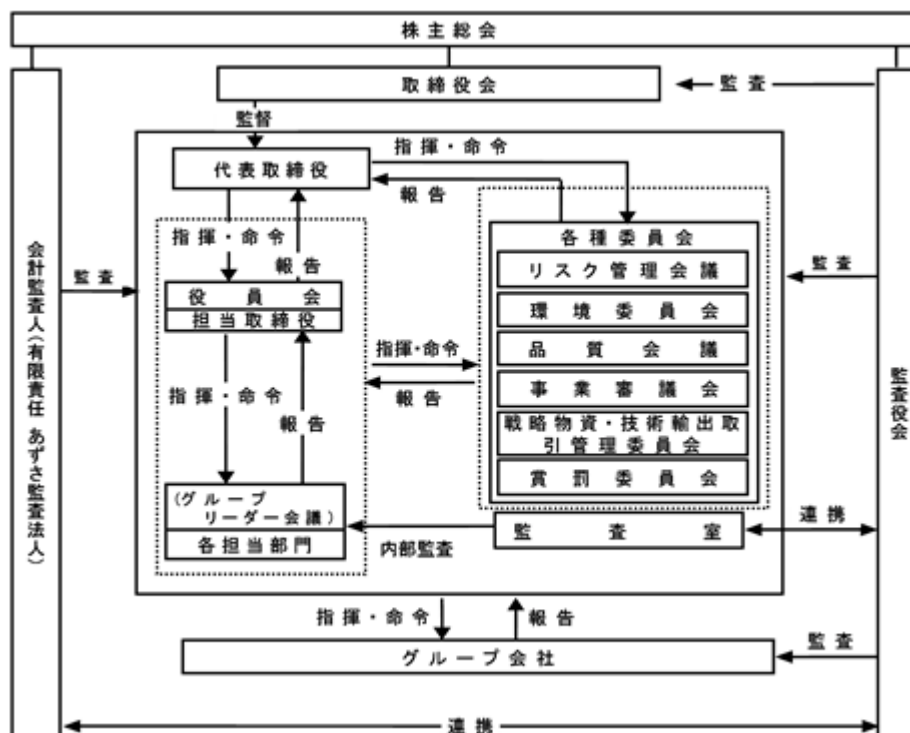 株主総会
取締役会
監査
監督
指揮・命令
代表取締役
報告
各種委員会
指揮・命令
報告
リスク管理会議
監査
監査
役員会
環境委員会
担当取締役
品質会議
指揮・命令
報告
事業審議会
指揮・命令
報告
戦略物資・技術輸出取
引管理委員会
賞罰委員会
(グループ
リーダー会議)
各担当部門
内部監査
監査室
連携
指揮・命令
報告
グループ会社
監査
連携
会計監査人(有限責任 あずさ監査法人)
監査役会